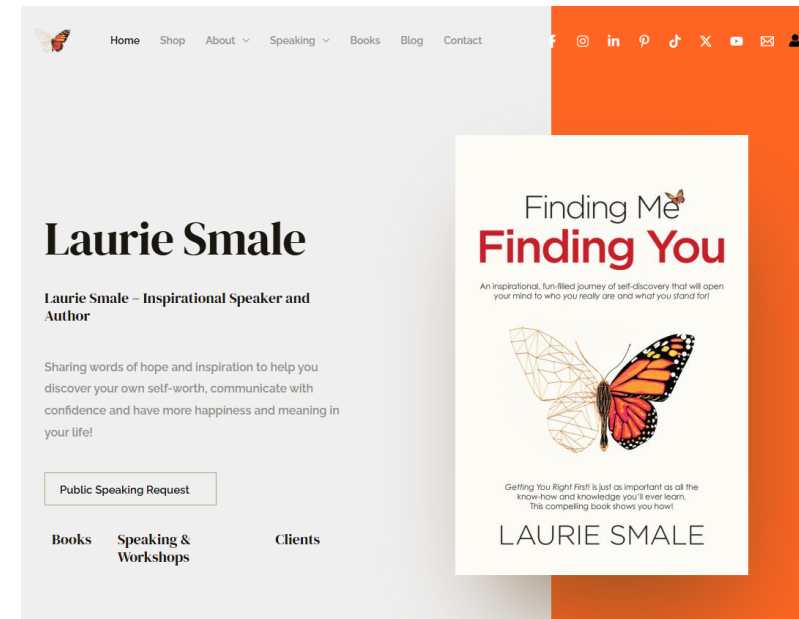 Home Shop About Speaking Books Blog Contact
Laurie Smale
Laurie Smale – Inspirational Speaker and
Author
Sharing words of hope and inspiration to help you
discover your own self-worth, communicate with
confidence and have more happiness and meaning in
your life!
Public Speaking Request
Books
Speaking &
Workshops
Clients
Finding Me
Finding You
An inspirational, fun-filled journey of self-discovery that will open
your mind to who you really are and what you stand for!
Getting You Right First! is just as important as all the
know-how and knowledge you'll ever learn.
This compelling book shows you how!
LAURIE SMALE